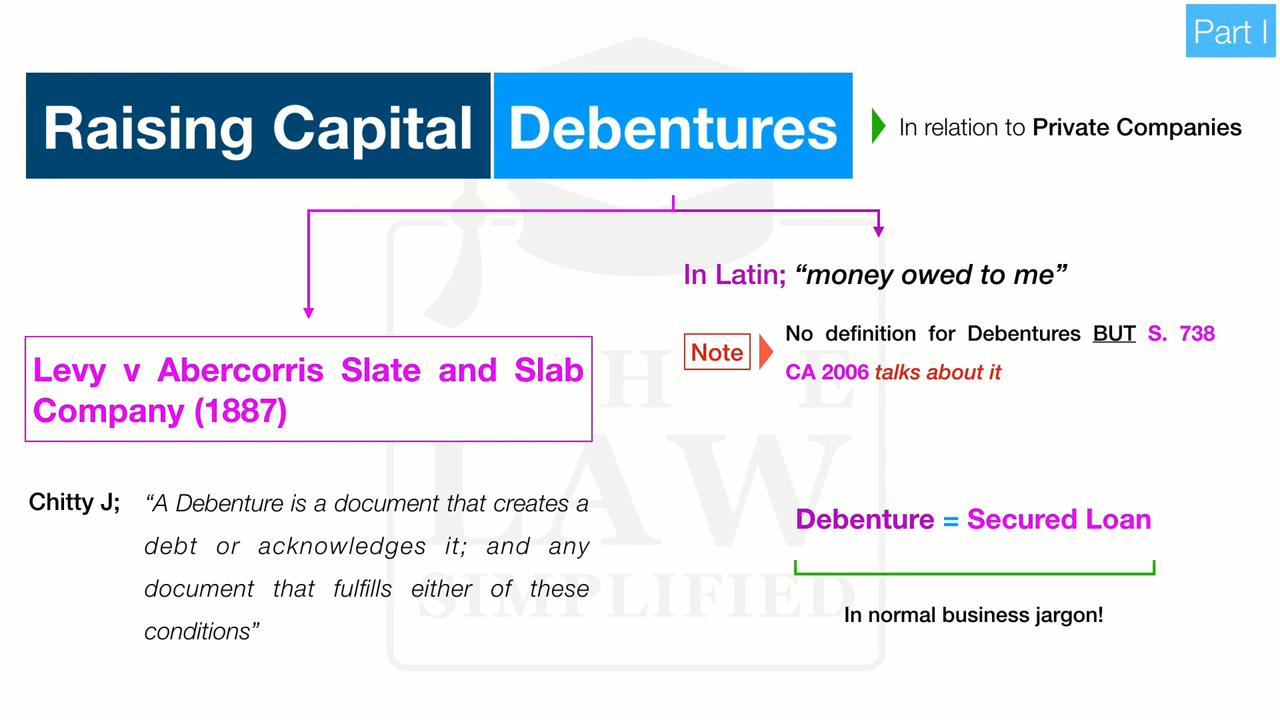 Part I
Raising Capital Debentures
In relation to Private Companies
In Latin; “money owed to me”
Note
No definition for Debentures BUT S. 738
CA 2006 talks about it
Levy v Abercorris Slate and Slab
Company (1887)
Chitty J; “A Debenture is a document that creates a
debt or acknowledges it; and any
document that fulfills either of these
conditions”
Debenture = Secured Loan
In normal business jargon!
THE
LAW
SIMPLIFIED